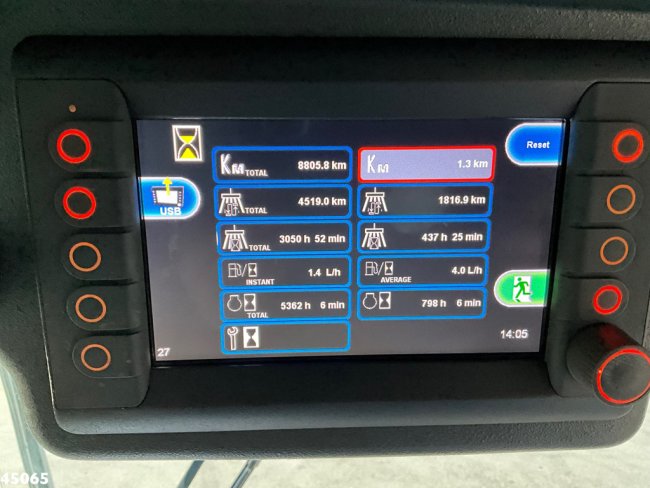 Reset
KM TOTAL 8805.8 km
KM 1.3 km
USB
TOTAL 4519.0 km
1816.9 km
TOTAL 3050 h 52 min
437 h 25 min
INSTANT 1.4 L/h
AVERAGE 4.0 L/h
TOTAL 5362 h 6 min
798 h 6 min
14:05
27
45065